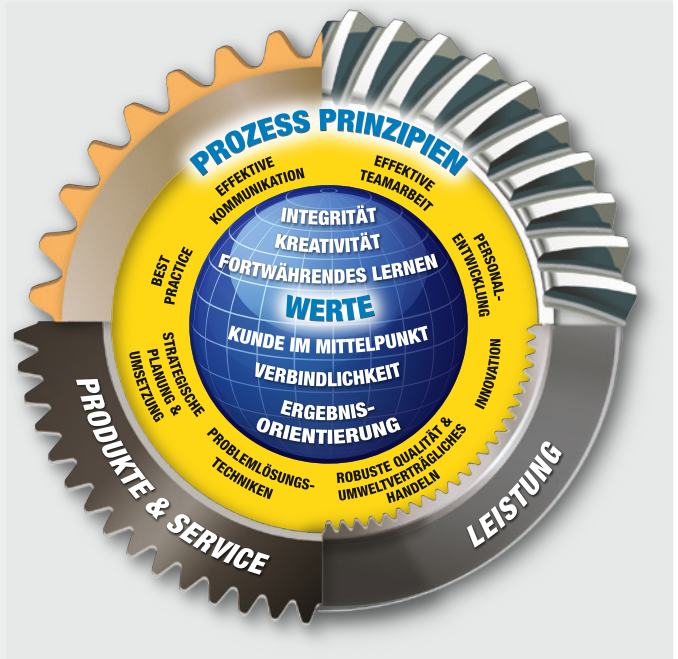 PROZESS PRINZIPIEN
EFFEKTIVE
KOMMUNIKATION
EFFEKTIVE
TEAMARBEIT
PERSONAL-
ENTWICKLUNG
INNOVATION
ROBUSTE QUALITÄT &
UMWELTVERTRÄGLICHES
HANDELN
PROBLEMLÖSUNGS-
TECHNIKEN
STRATEGISCHE
PLANUNG &
UMSETZUNG
BEST
PRACTICE
INTEGRITÄT
KREATIVITÄT
FORTWÄHRENDES LERNEN
WERTE
KUNDE IM MITTELPUNKT
VERBINDLICHKEIT
ERGEBNIS-
ORIENTIERUNG
PRODUKTE & SERVICE
LEISTUNG